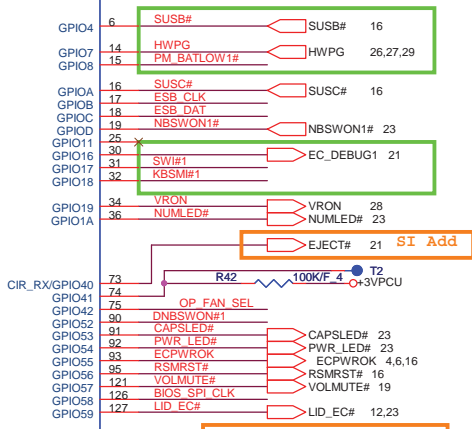 GPIO4 6 SUSB# SUSB# 16
GPIO7 14 HWPG HWPG 26,27,29
GPIO8 15 PM_BATLOW1#
GPIOA 16 SUSC# SUSC# 16
GPIOB 17 ESB_CLK
GPIOC 18 ESB_DAT
GPIOD 19 NBSWON1# NBSWON1# 23
GPIO11 25
GPIO16 30 EC_DEBUG1 21
GPIO17 31 SWI#1
GPIO18 32 KBSMI#1
GPIO19 34 VRON VRON 28
GPIO1A 36 NUMLED# NUMLED# 23
EJECT# 21 SI Add
CIR_RX/GPIO40 73 R42 100K/F_4 T2
GPIO41 74 +3VPCU
GPIO42 75 OP_FAN_SEL
GPIO52 90 DNBSWON#1
GPIO53 91 CAPSLED# CAPSLED# 23
GPIO54 92 PWR_LED# PWR_LED# 23
GPIO55 93 ECPWROK ECPWROK 4,6,16
GPIO56 95 RSMRST# RSMRST# 16
GPIO57 121 VOLMUTE# VOLMUTE# 19
GPIO58 126 BIOS_SPI_CLK
GPIO59 127 LID_EC# LID_EC# 12,23